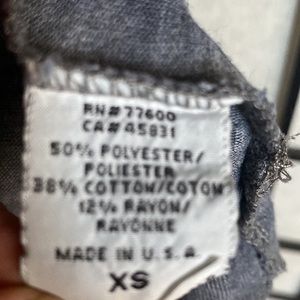 RN#77600
CA#45831
50% POLYESTER/
POLIESTER
38% COTTON/COTON
12% RAYON/
RAYONNE
MADE IN U.S.A.
XS